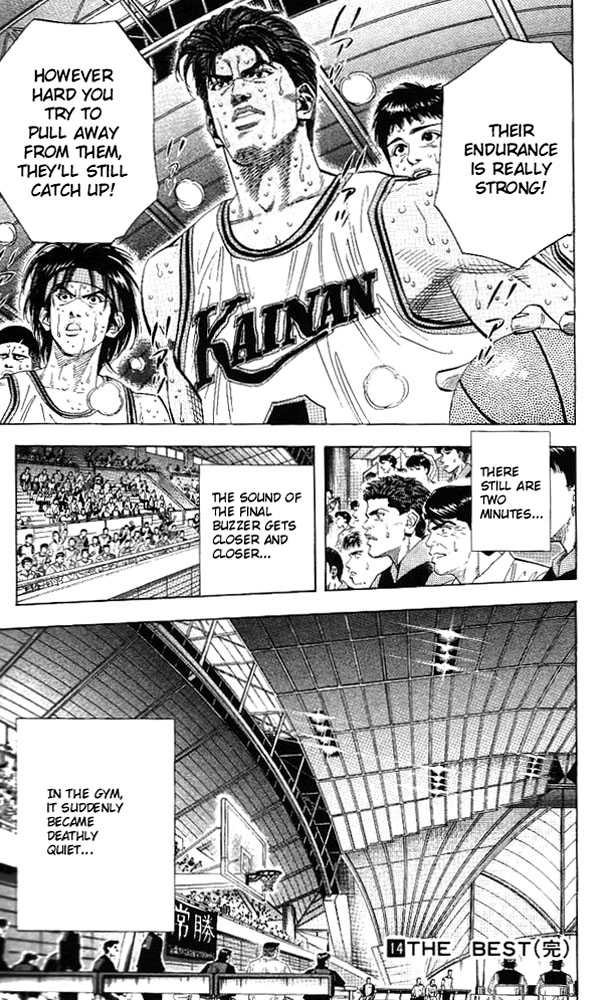 THEIR
ENDURANCE
IS REALLY
STRONG!
HOWEVER
HARD YOU
TRY TO
PULL AWAY
FROM THEM,
THEY'LL STILL
CATCH UP!
KAINAN
THERE
STILL ARE
TWO
MINUTES...
THE SOUND OF
THE FINAL
BUZZER GETS
CLOSER AND
CLOSER...
IN THE GYM,
IT SUDDENLY
BECAME
DEATHLY
QUIET...
常勝
14 THE BEST(完)